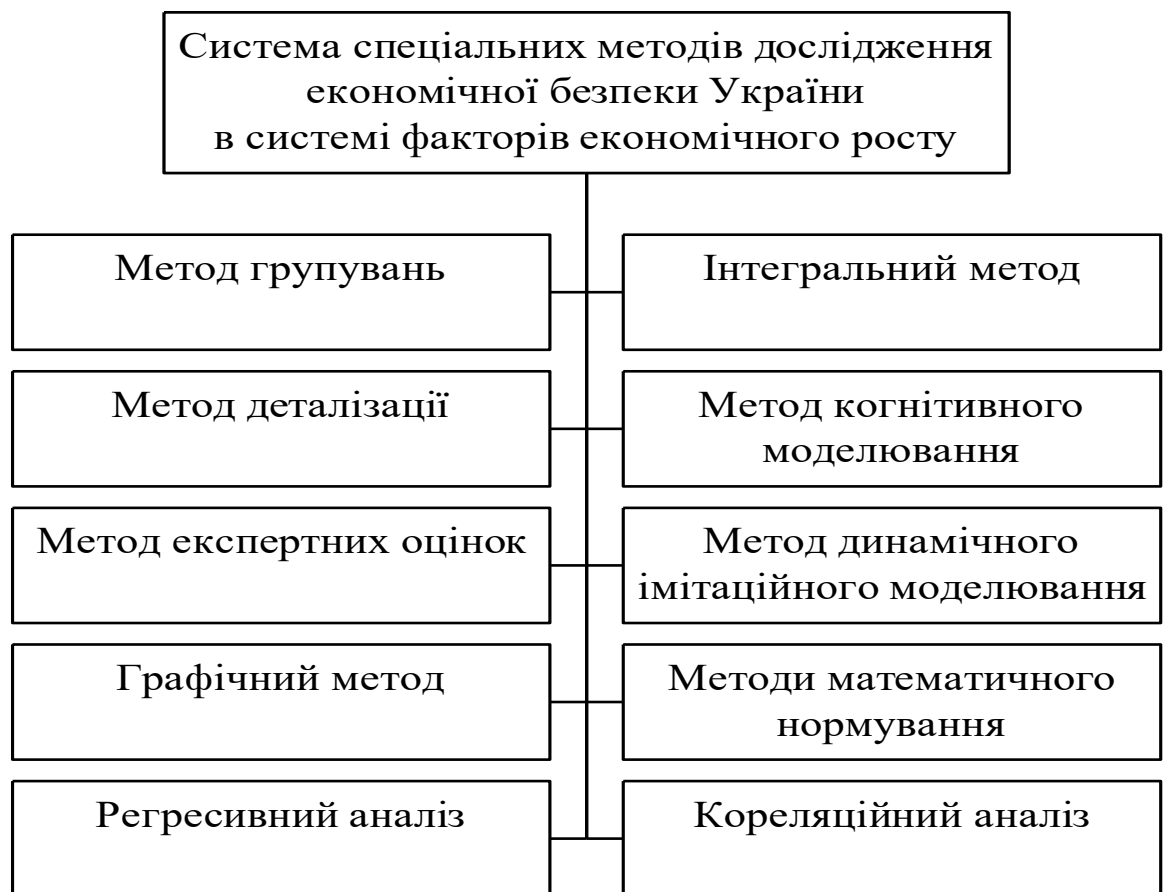 Система спеціальних методів дослідження
економічної безпеки України
в системі факторів економічного росту
Метод групувань
Інтегральний метод
Метод деталізації
Метод когнітивного
моделювання
Метод експертних оцінок
Метод динамічного
імітаційного моделювання
Графічний метод
Методи математичного
нормування
Регресивний аналіз
Кореляційний аналіз